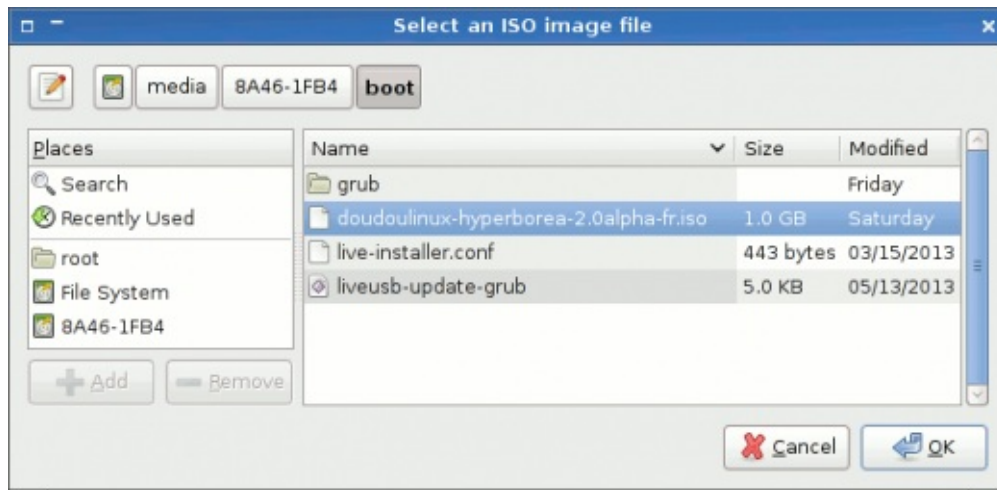 Select an ISO image file
media 8A46-1FB4 boot
Places
Search
Recently Used
root
File System
8A46-1FB4
Add Remove
Name Size Modified
grub Friday
doudoulinux-hyperborea-2.0alpha-fr.iso 1.0 GB Saturday
live-installer.conf 443 bytes 03/15/2013
liveusb-update-grub 5.0 KB 05/13/2013
Cancel OK